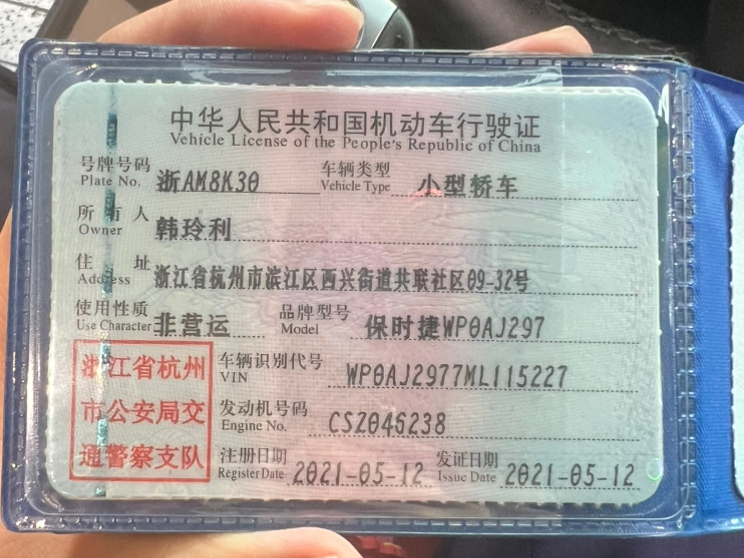 中华人民共和国机动车行驶证
Vehicle License of the People's Republic of China
号牌号码 浙AM8K30 车辆类型 小型轿车
Plate No. Vehicle Type
所有人 韩玲利
Owner
住址 浙江省杭州市滨江区西兴街道共联社区09-32号
Address
使用性质 非营运 品牌型号 保时捷WP0AJ297
Use Character Model
车辆识别代号 WP0AJ2977ML115227
VIN
发动机号码 CSZ046238
Engine No.
注册日期 2021-05-12 发证日期 2021-05-12
Register Date Issue Date
浙江省杭州
市公安局交
通警察支队